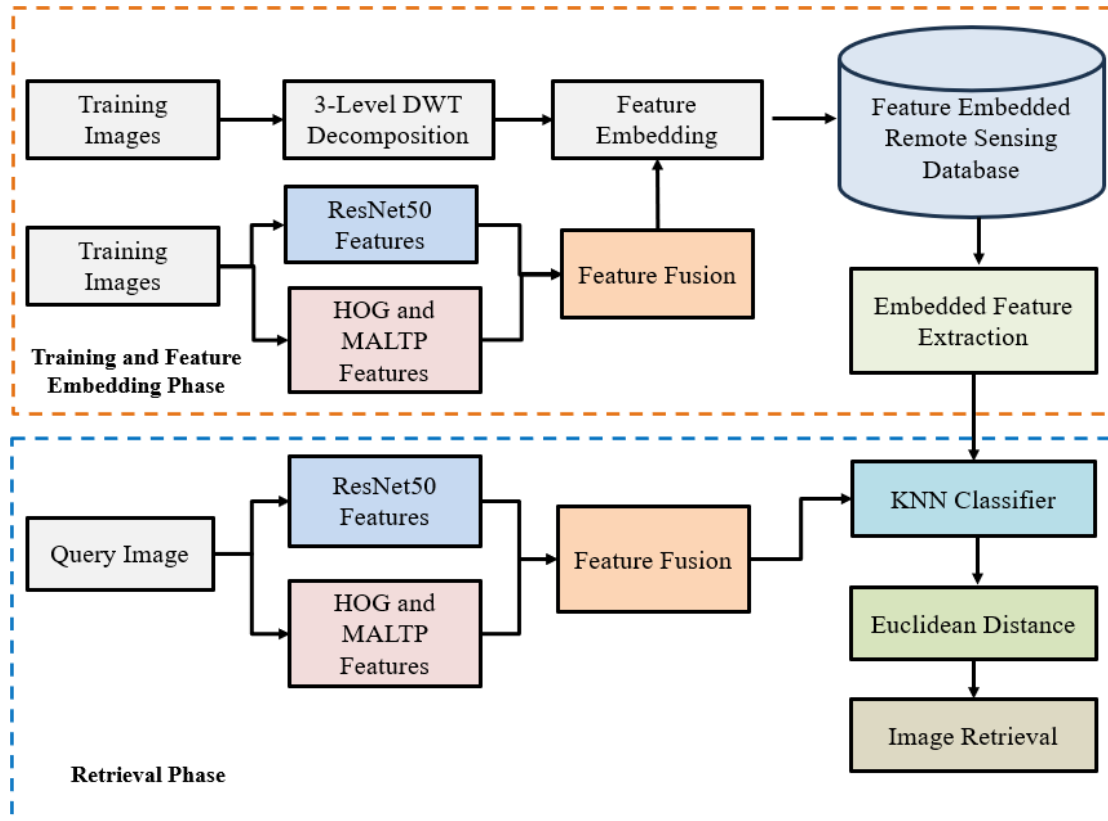 Training
Images
3-Level DWT
Decomposition
Feature
Embedding
Feature Embedded
Remote Sensing
Database
Training
Images
ResNet50
Features
HOG and
MALTP
Features
Feature Fusion
Embedded Feature
Extraction
Training and Feature
Embedding Phase
Query Image
ResNet50
Features
HOG and
MALTP
Features
Feature Fusion
KNN Classifier
Euclidean Distance
Image Retrieval
Retrieval Phase